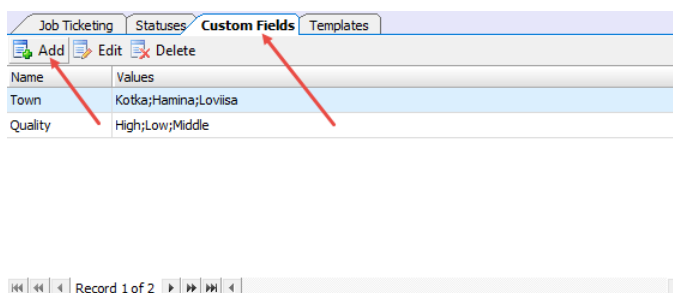 Job Ticketing Statuses Custom Fields Templates
Add Edit Delete
Name Values
Town Kotka;Hamina;Loviisa
Quality High;Low;Middle
Record 1 of 2